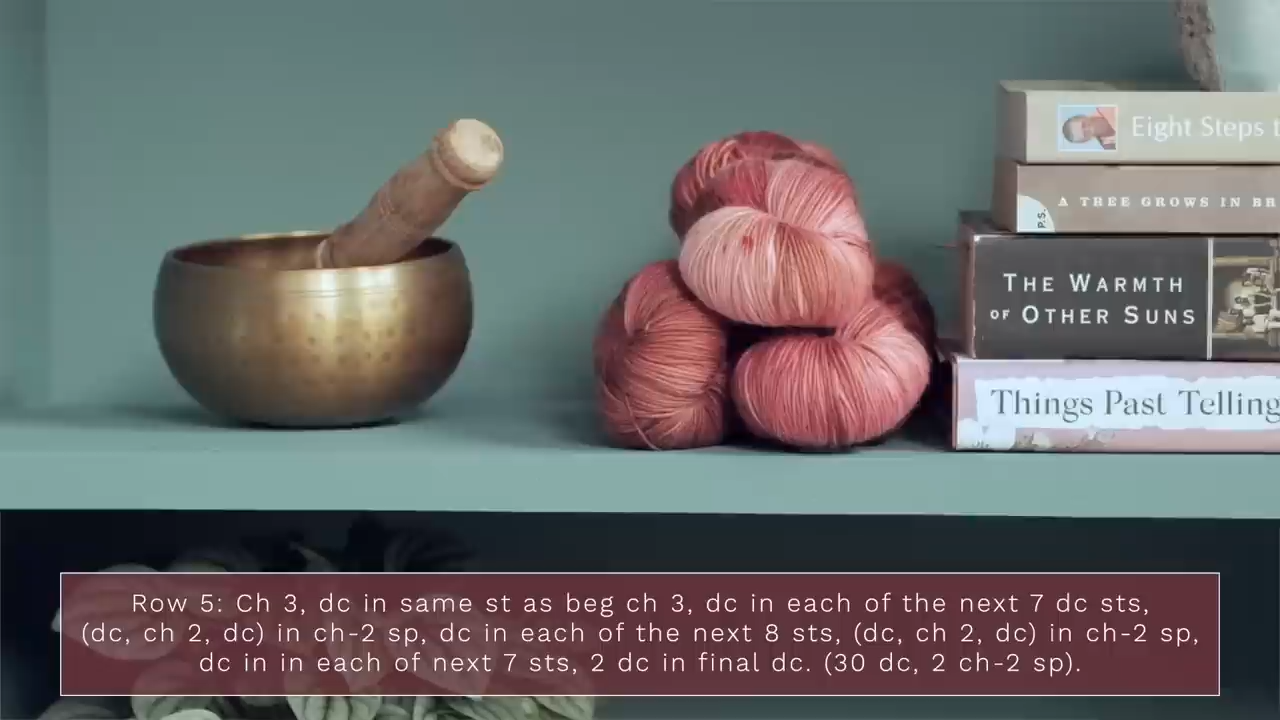 Eight Steps t
P.S.
A TREE GROWS IN BR
THE WARMTH
OF OTHER SUNS
Things Past Telling
Row 5: Ch 3, dc in same st as beg ch 3, dc in each of the next 7 dc sts,
(dc, ch 2, dc) in ch-2 sp, dc in each of the next 8 sts, (dc, ch 2, dc) in ch-2 sp,
dc in in each of next 7 sts, 2 dc in final dc. (30 dc, 2 ch-2 sp).